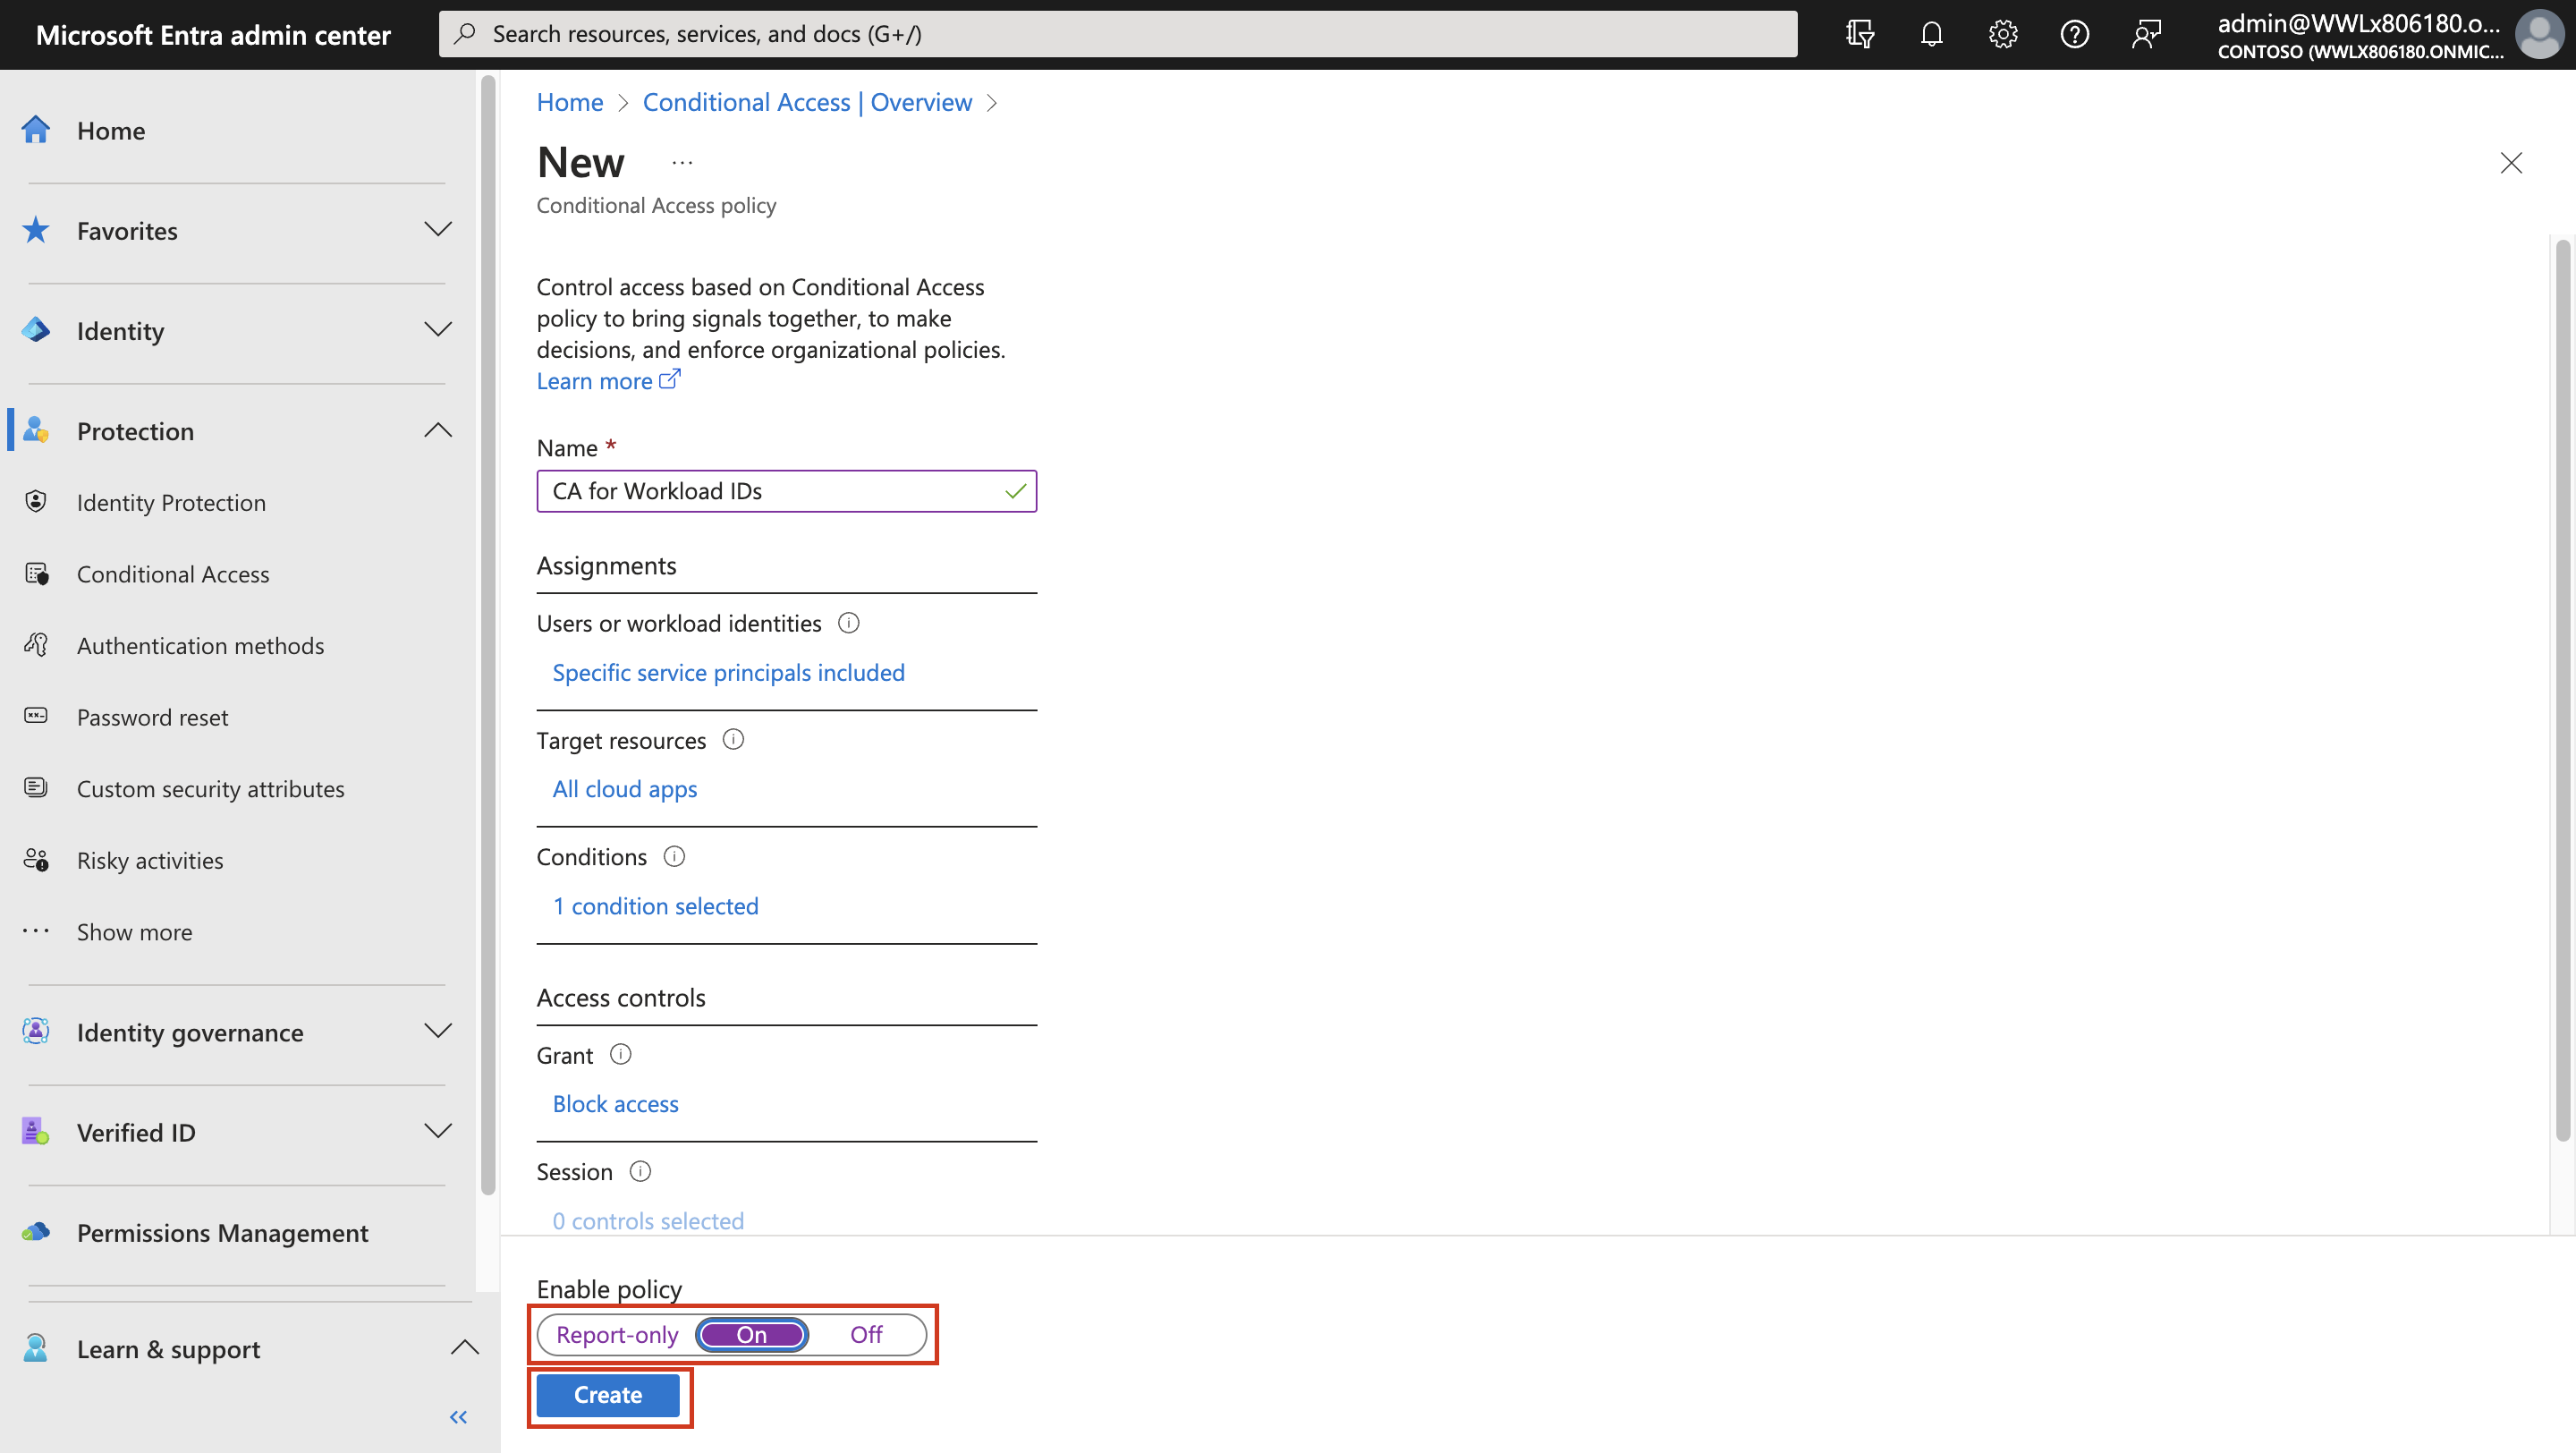 Microsoft Entra admin center
Search resources, services, and docs (G+/)
admin@WWLx806180.o...
CONTOSO (WWLX806180.ONMIC...
Home
Favorites
Identity
Protection
Identity Protection
Conditional Access
Authentication methods
Password reset
Custom security attributes
Risky activities
Show more
Identity governance
Verified ID
Permissions Management
Learn & support
Home > Conditional Access | Overview >
New ...
Conditional Access policy
Control access based on Conditional Access
policy to bring signals together, to make
decisions, and enforce organizational policies.
Learn more
Name *
CA for Workload IDs
Assignments
Users or workload identities
Specific service principals included
Target resources
All cloud apps
Conditions
1 condition selected
Access controls
Grant
Block access
Session
0 controls selected
Enable policy
Report-only On Off
Create